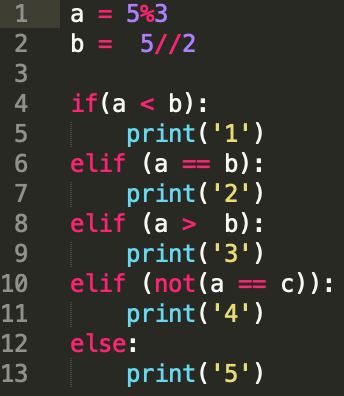 1 a = 5%3
2 b =  5//2
3
4 if(a < b):
5     print('1')
6 elif (a == b):
7     print('2')
8 elif (a >  b):
9     print('3')
10 elif (not(a == c)):
11     print('4')
12 else:
13     print('5')